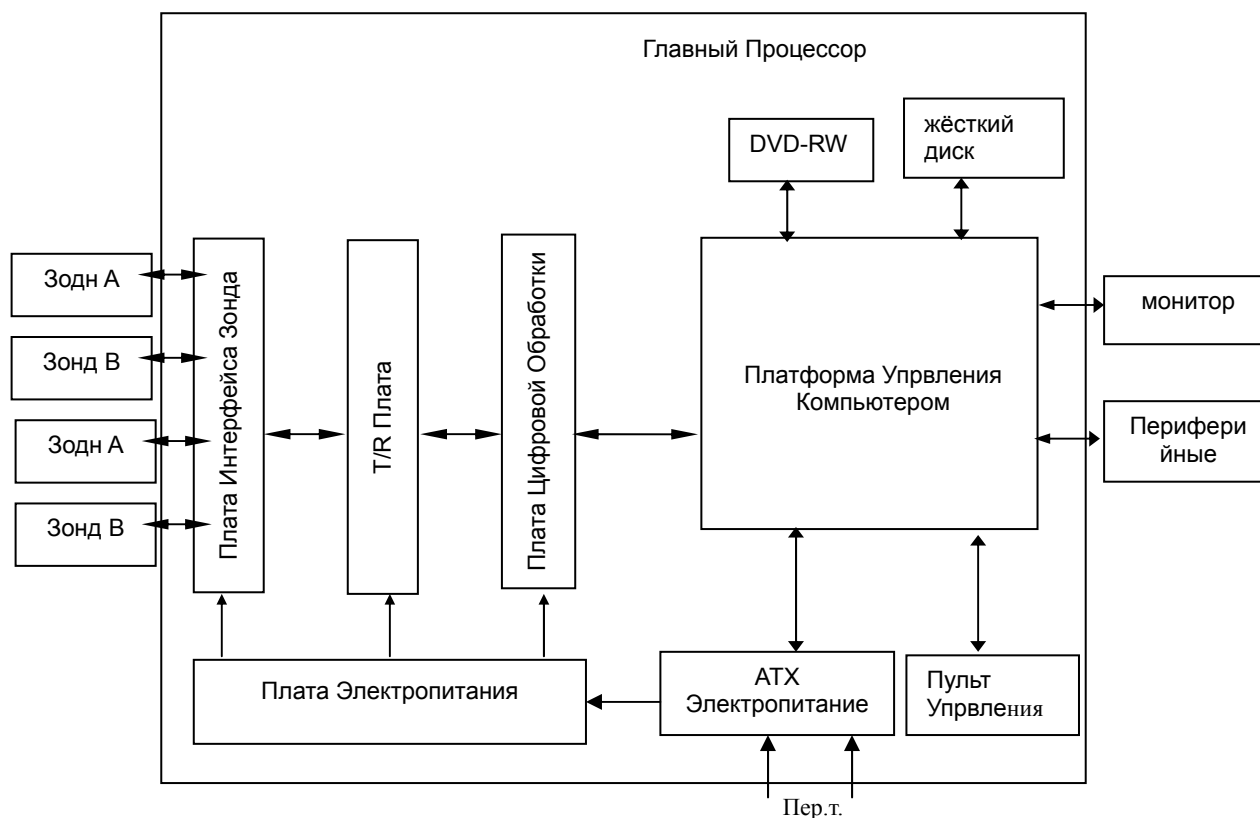 Главный Процессор
DVD-RW
жёсткий
диск
Зодн А
Зонд В
Зодн А
Зонд В
Плата Интерфейса Зонда
T/R Плата
Плата Цифровой Обработки
Платформа Упрвления
Компьютером
монитор
Перифери
йные
Плата Электропитания
АТХ
Электропитание
Пульт
Упрвления
Пер.т.